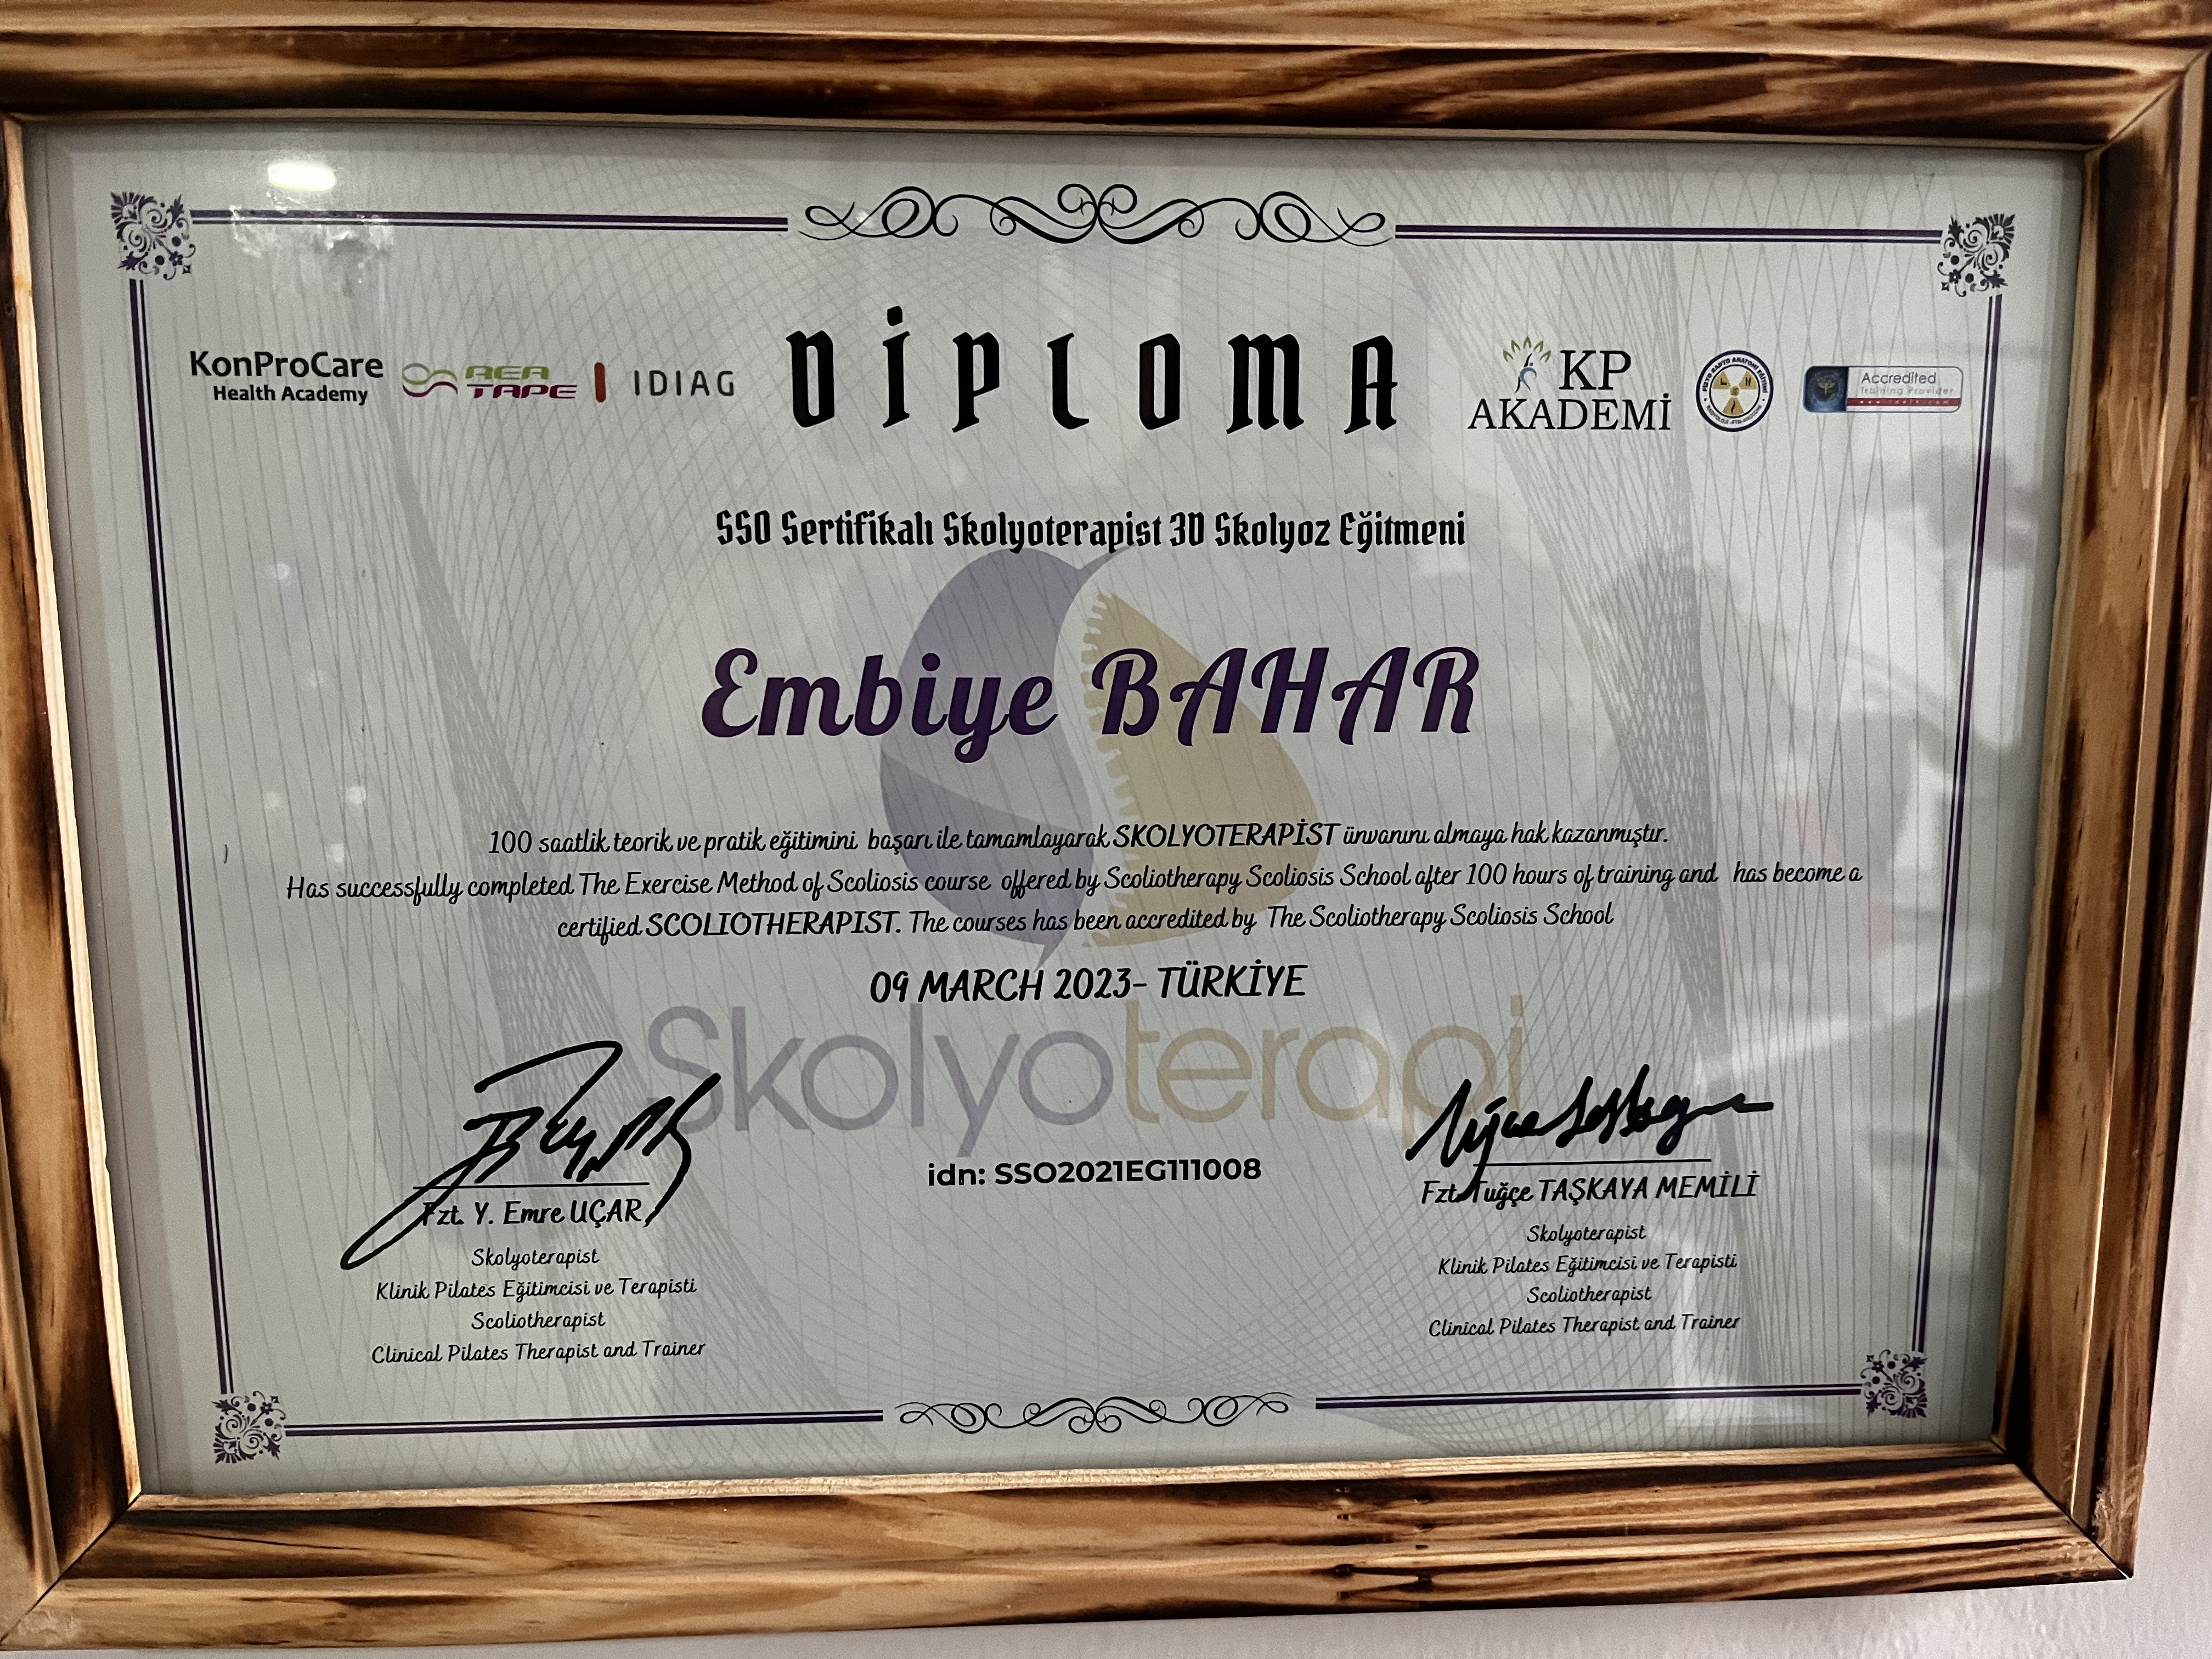 KonProCare
Health Academy
REA
TAPE
IDIAG
DİPLOMA
KP
AKADEMİ
Accredited
Training Provider
SSO Sertifikalı Skolyoterapist 3D Skolyoz Eğitmeni
Embiye BAHAR
100 saatlik teorik ve pratik eğitimini başarı ile tamamlayarak SKOLYOTERAPİST ünvanını almaya hak kazanmıştır.
Has successfully completed The Exercise Method of Scoliosis course offered by Scoliotherapy Scoliosis School after 100 hours of training and has become a
certified SCOLIOTHERAPIST. The courses has been accredited by The Scoliotherapy Scoliosis School
09 MARCH 2023- TÜRKİYE
Skolyoterapi
idn: SSO2021EG111008
Fzt. Y. Emre UÇAR
Skolyoterapist
Klinik Pilates Eğitimcisi ve Terapisti
Scoliotherapist
Clinical Pilates Therapist and Trainer
Fzt. Tuğçe TAŞKAYA MEMİLİ
Skolyoterapist
Klinik Pilates Eğitimcisi ve Terapisti
Scoliotherapist
Clinical Pilates Therapist and Trainer